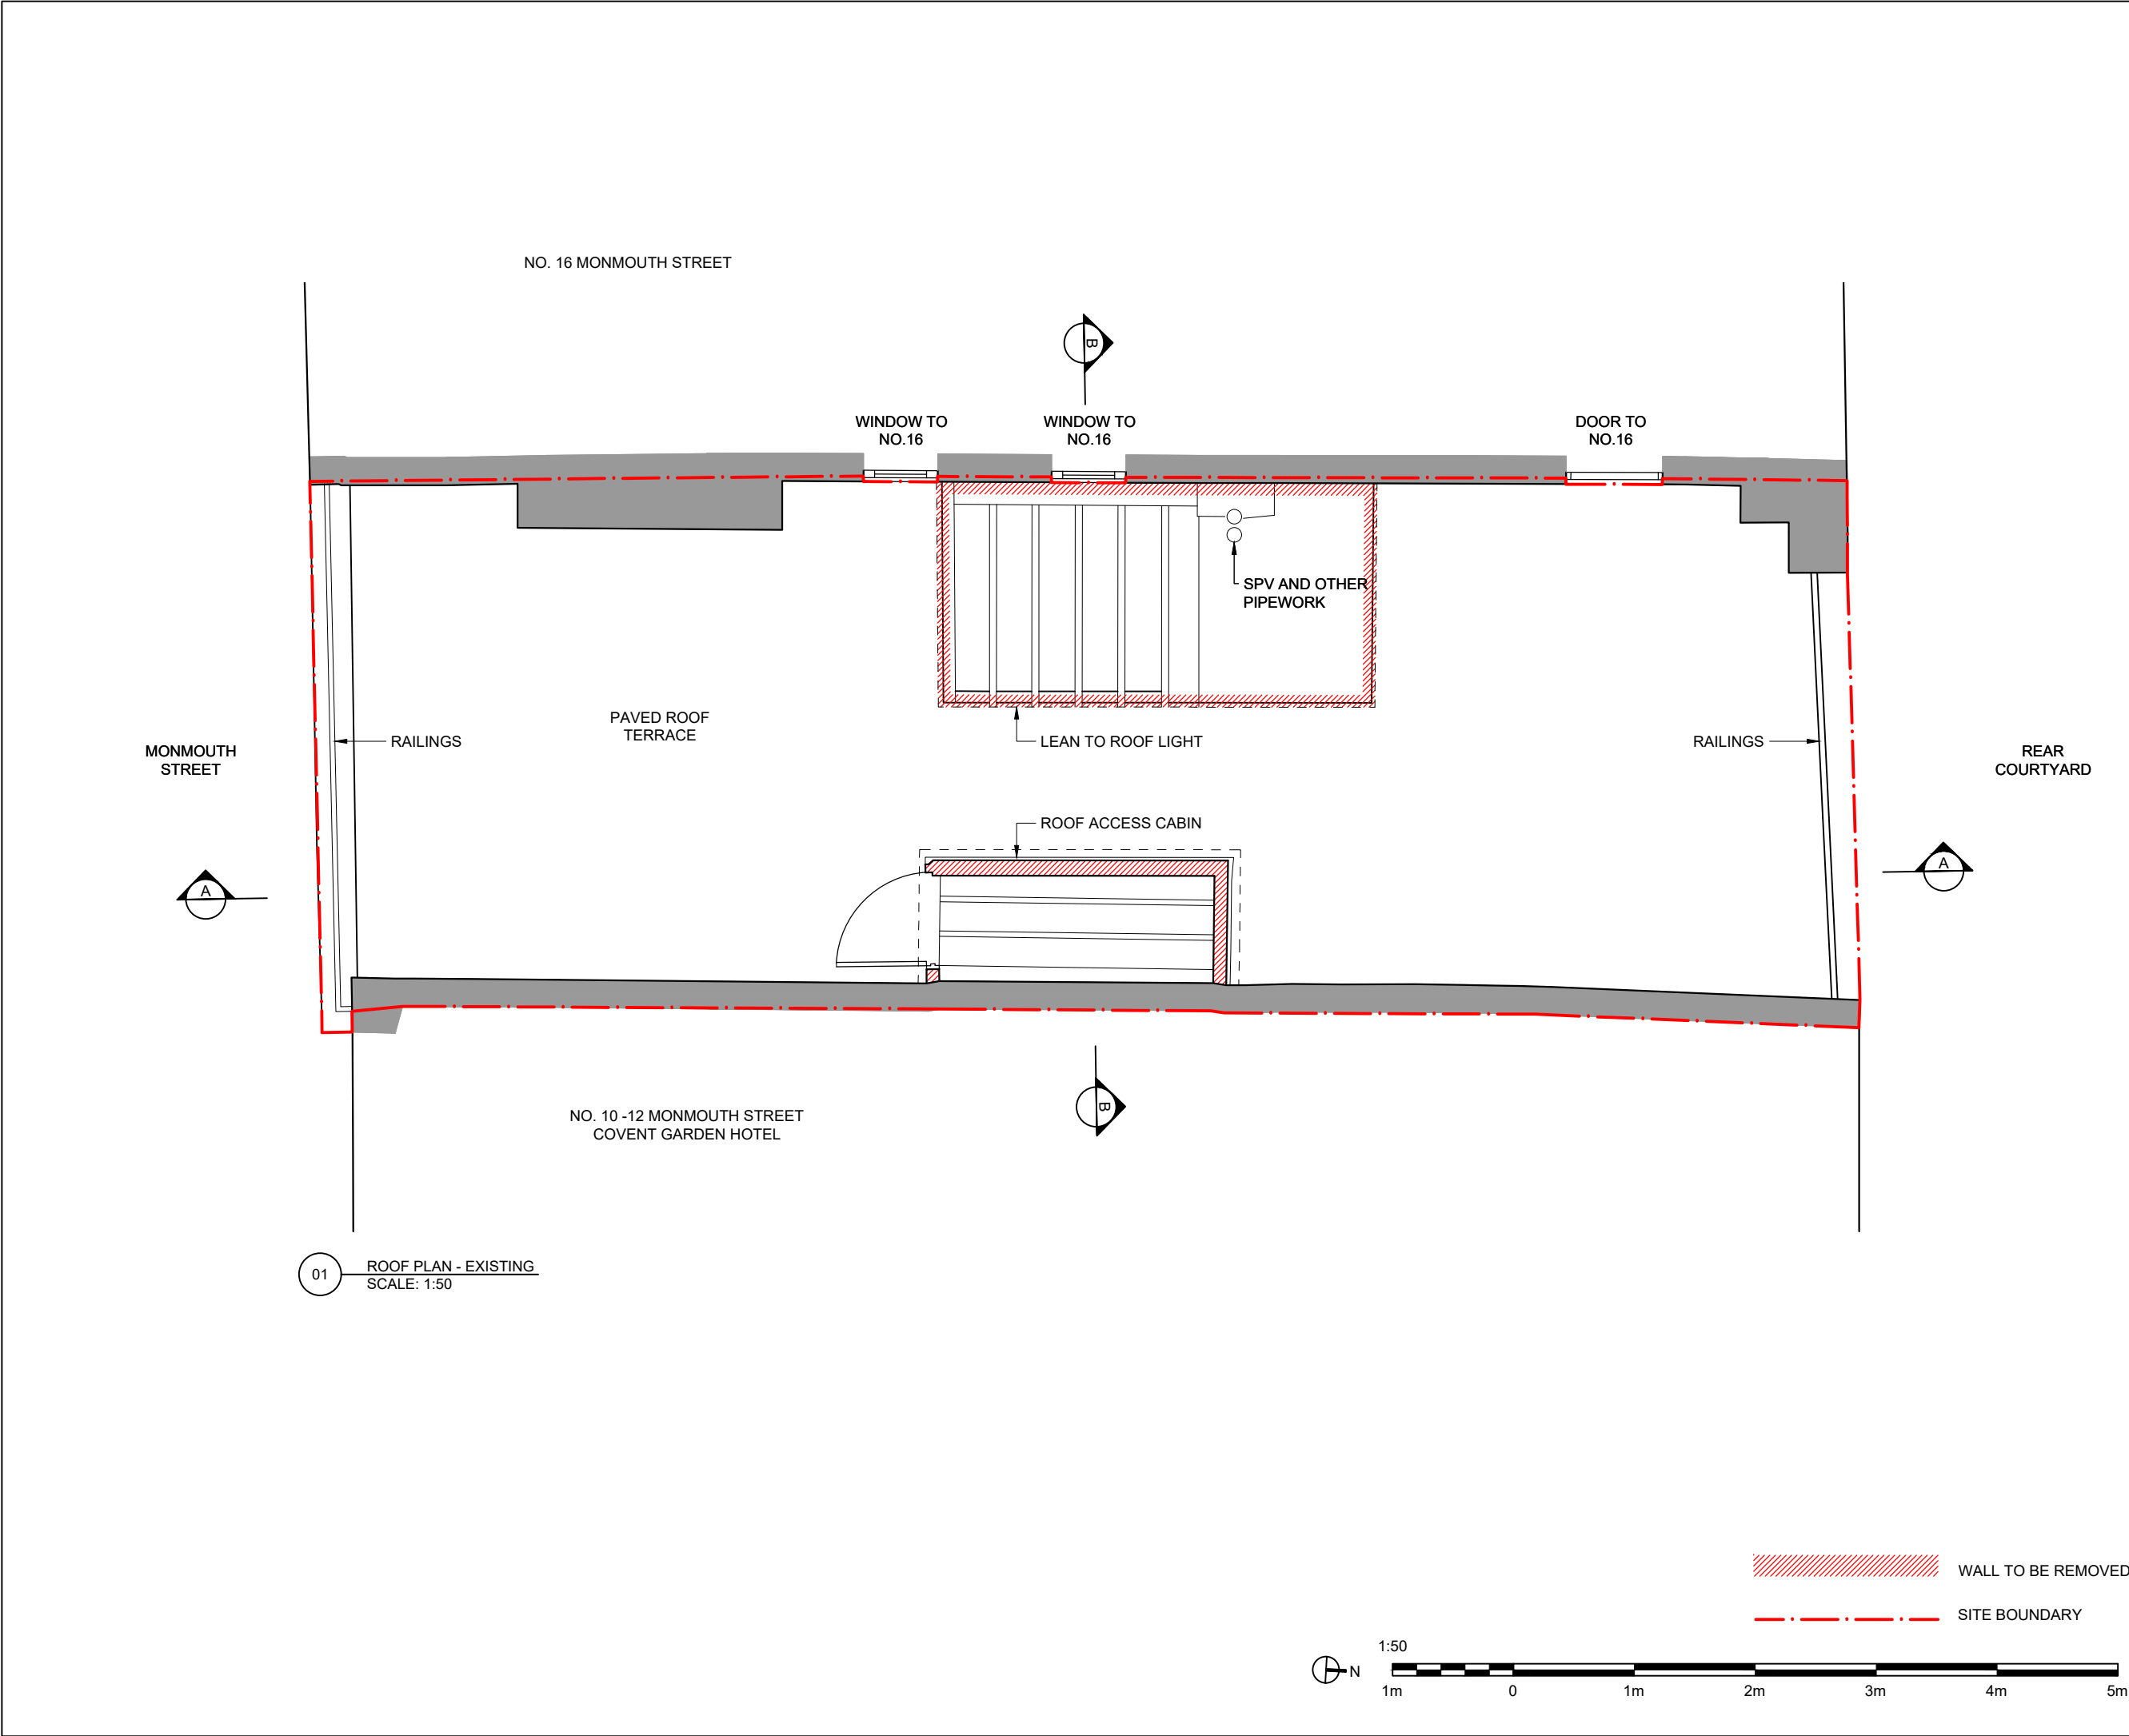 NO. 16 MONMOUTH STREET
B
WINDOW TO
NO.16
WINDOW TO
NO.16
DOOR TO
NO.16
SPV AND OTHER
PIPEWORK
PAVED ROOF
TERRACE
RAILINGS
LEAN TO ROOF LIGHT
RAILINGS
MONMOUTH
STREET
REAR
COURTYARD
ROOF ACCESS CABIN
A
A
B
NO. 10 -12 MONMOUTH STREET
COVENT GARDEN HOTEL
01
ROOF PLAN - EXISTING
SCALE: 1:50
WALL TO BE REMOVED
SITE BOUNDARY
1:50
N
1m 0 1m 2m 3m 4m 5m